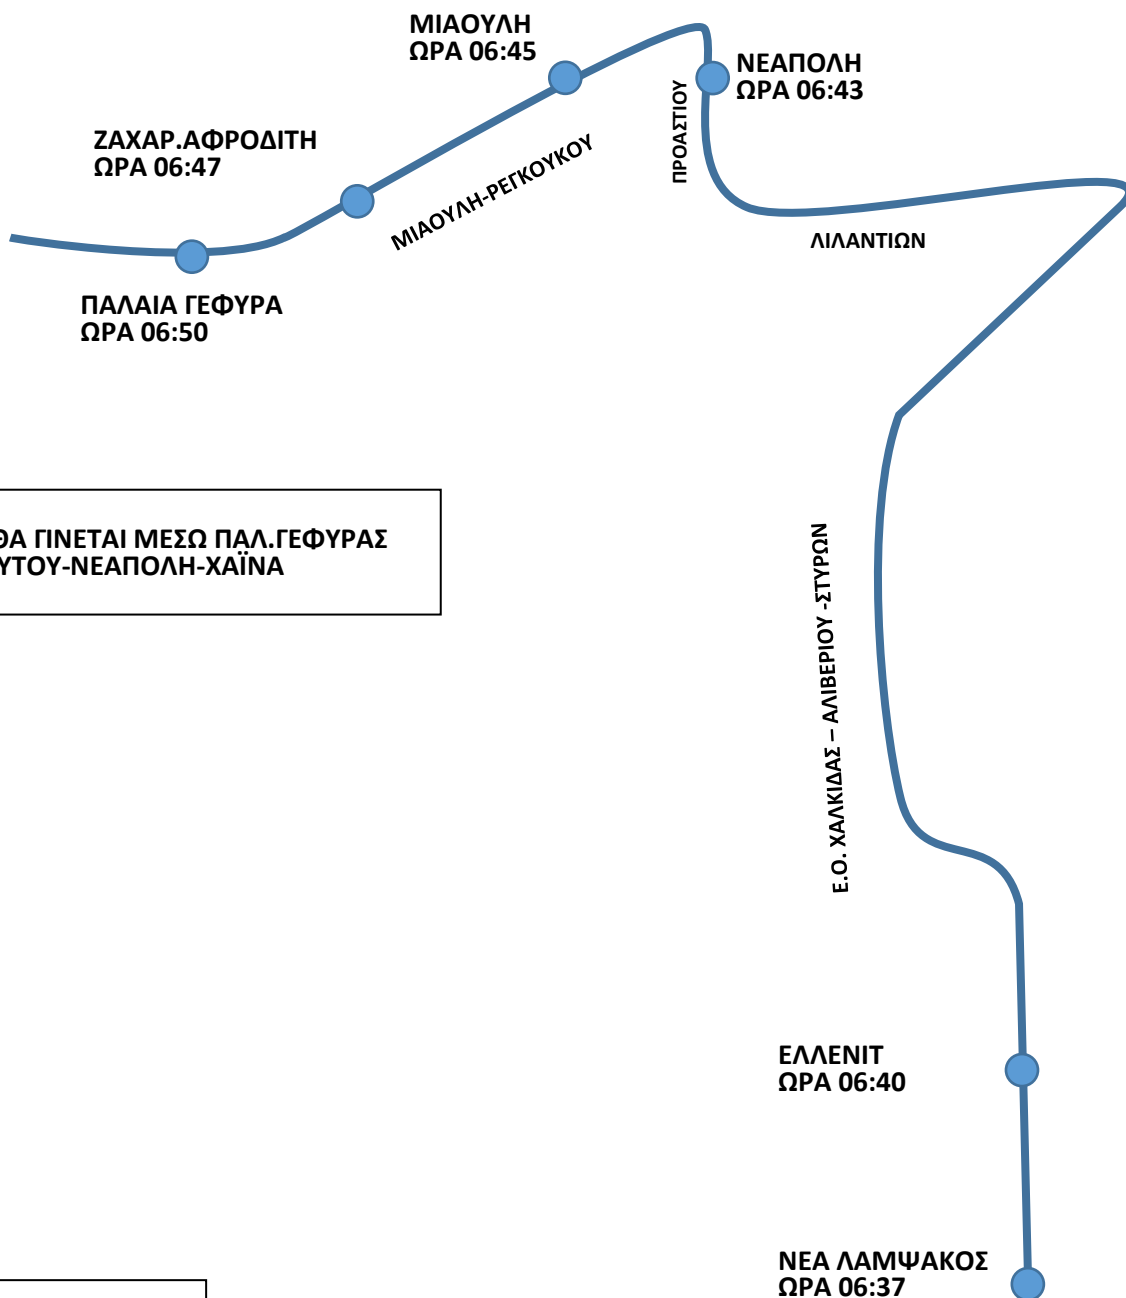 ΜΙΑΟΥΛΗ
ΩΡΑ 06:45
ΝΕΑΠΟΛΗ
ΩΡΑ 06:43
ΠΡΟΑΣΤΙΟΥ
ΖΑΧΑΡ.ΑΦΡΟΔΙΤΗ
ΩΡΑ 06:47
ΜΙΑΟΥΛΗ-ΡΕΓΚΟΥΚΟΥ
ΛΙΛΑΝΤΙΩΝ
ΠΑΛΑΙΑ ΓΕΦΥΡΑ
ΩΡΑ 06:50
ΘΑ ΓΙΝΕΤΑΙ ΜΕΣΩ ΠΑΛ.ΓΕΦΥΡΑΣ
ΥΤΟΥ-ΝΕΑΠΟΛΗ-ΧΑΪΝΑ
Ε.Ο. ΧΑΛΚΙΔΑΣ – ΑΛΙΒΕΡΙΟΥ -ΣΤΥΡΩΝ
ΕΛΛΕΝΙΤ
ΩΡΑ 06:40
ΝΕΑ ΛΑΜΨΑΚΟΣ
ΩΡΑ 06:37